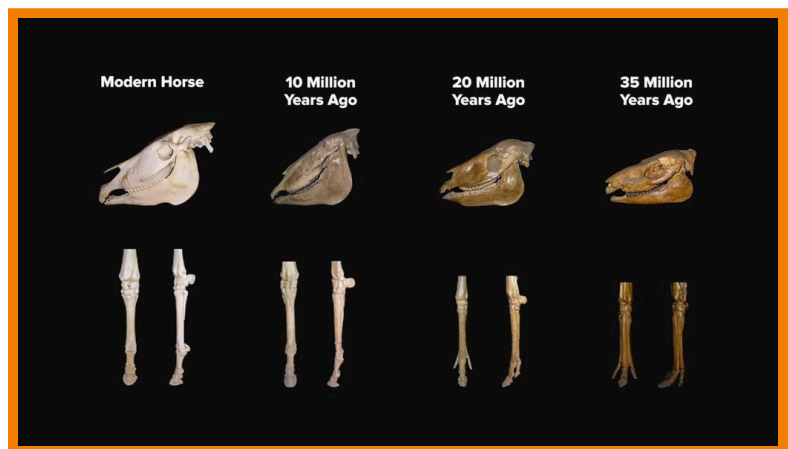 Modern Horse
10 Million
Years Ago
20 Million
Years Ago
35 Million
Years Ago